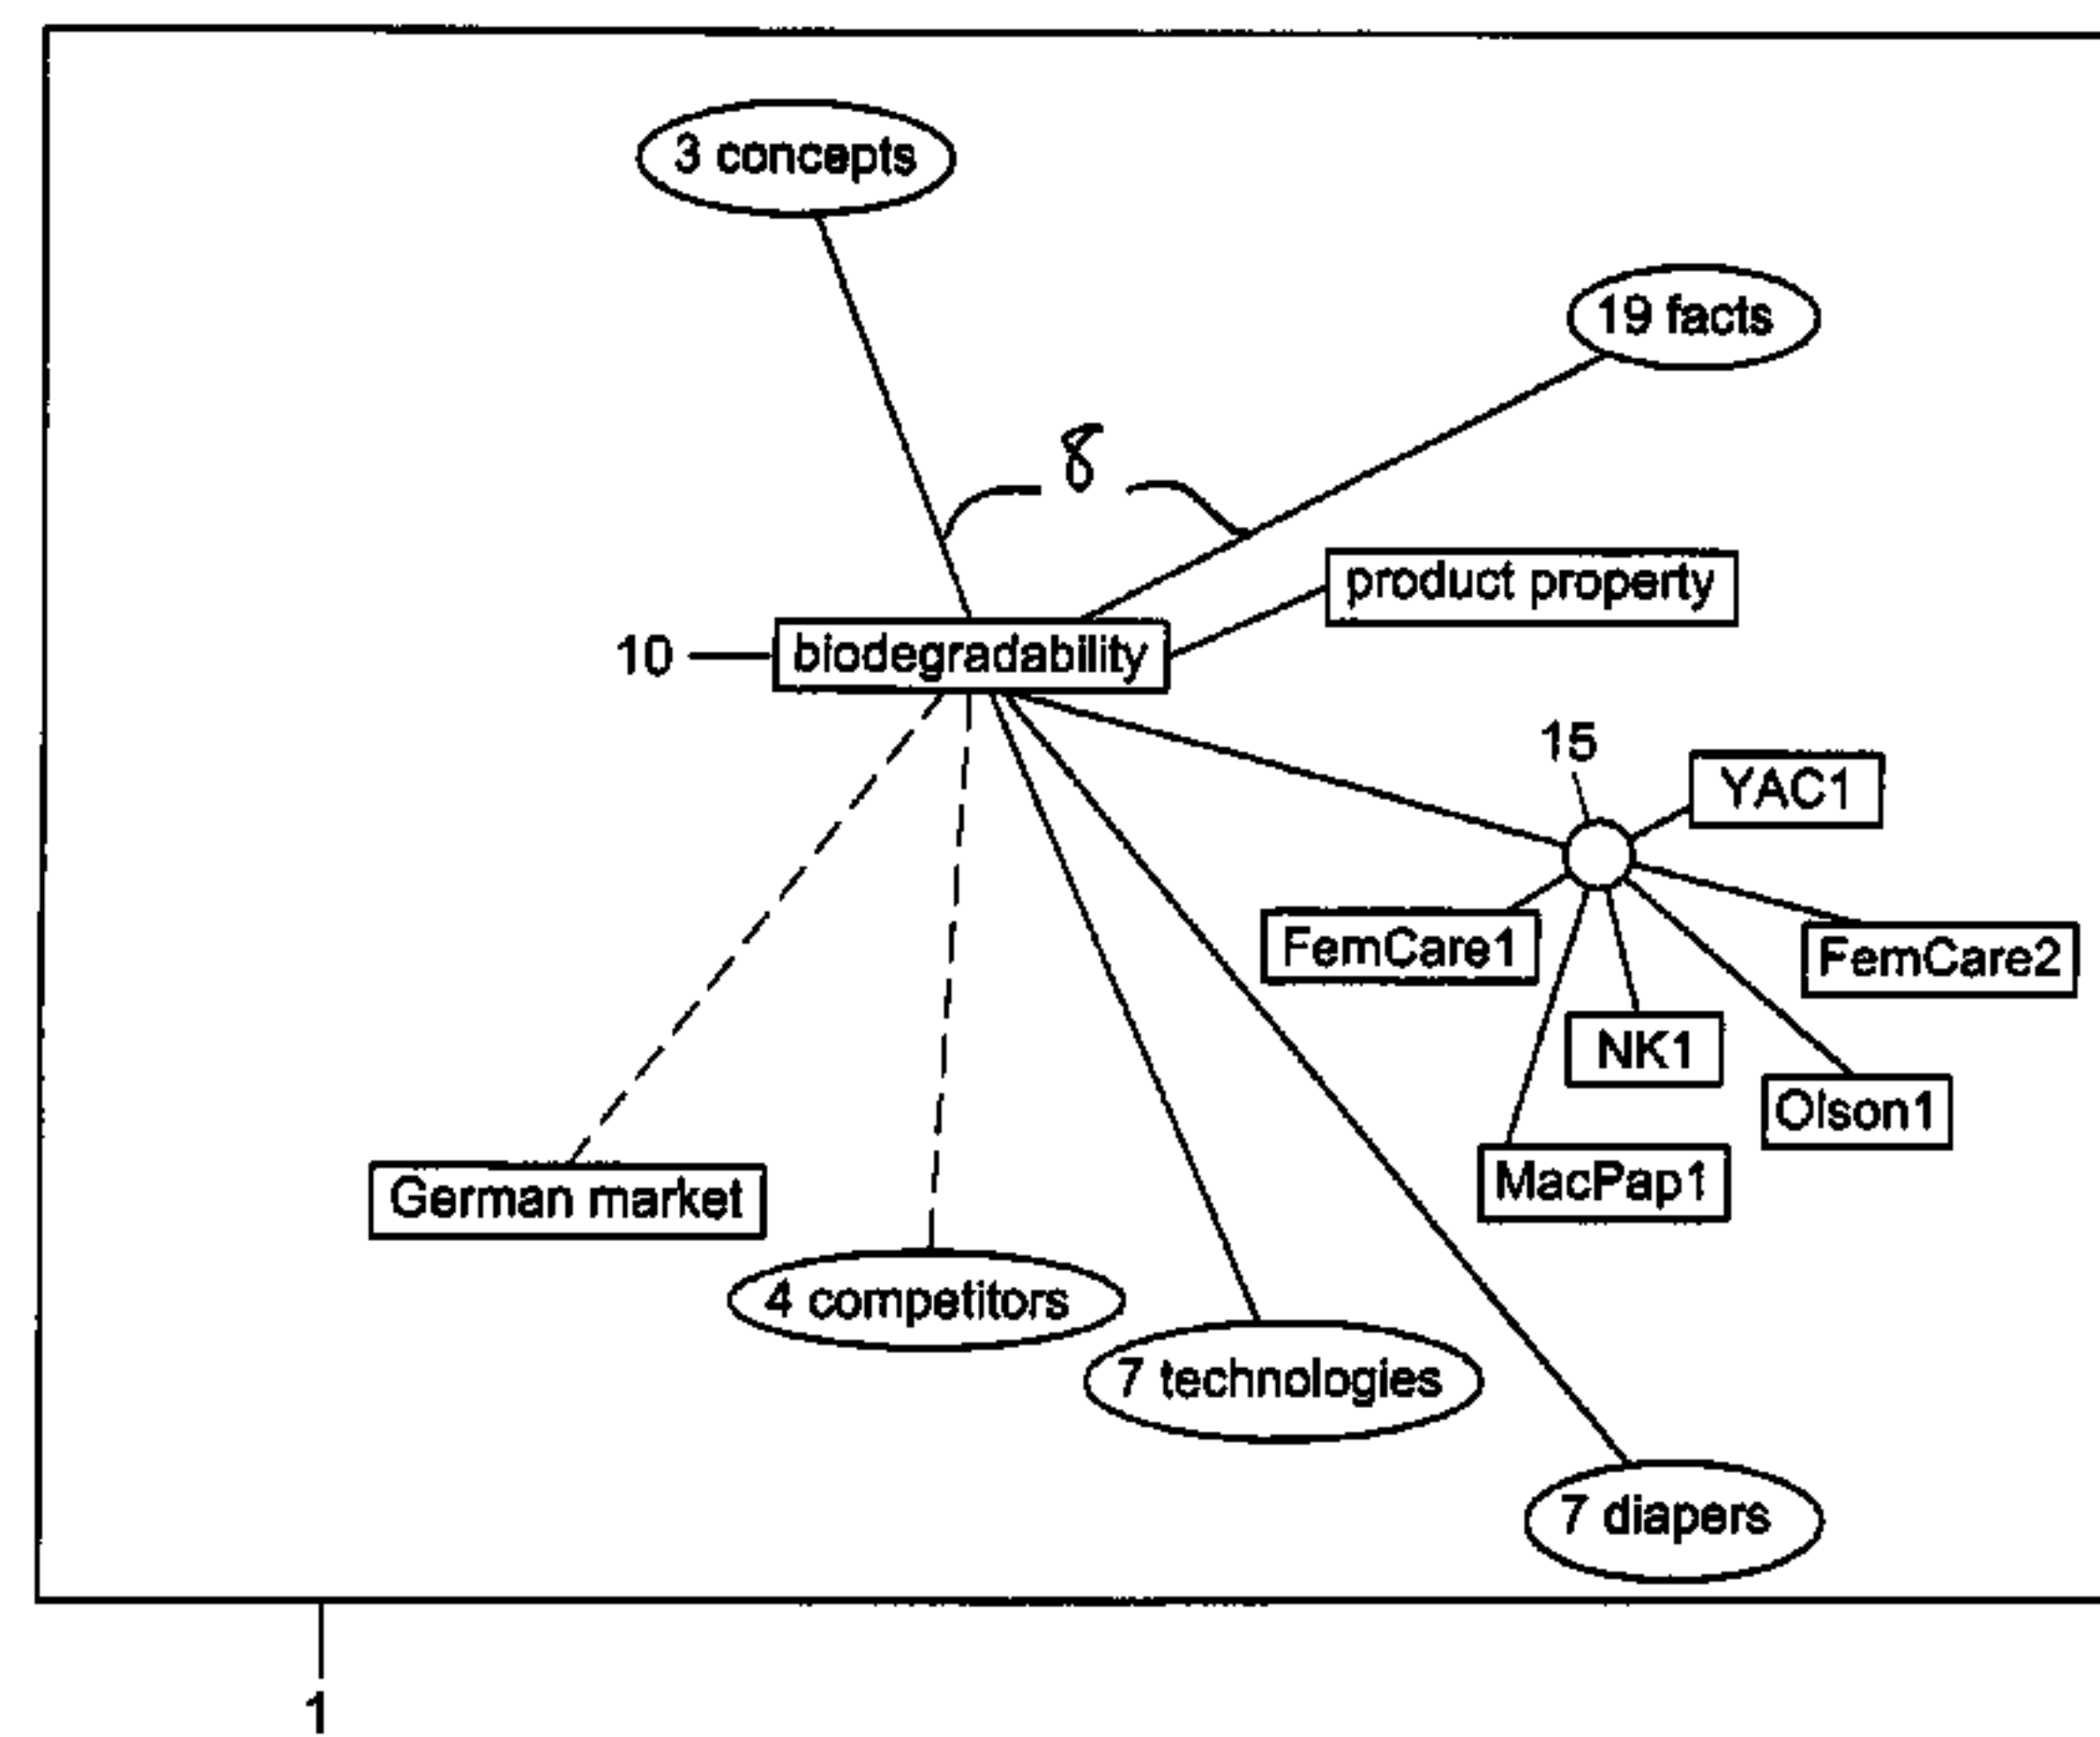 3 concepts
19 facts
8
product property
10
biodegradability
15
YAC1
FemCare1
FemCare2
NK1
Olson1
MacPap1
German market
4 competitors
7 technologies
7 diapers
1